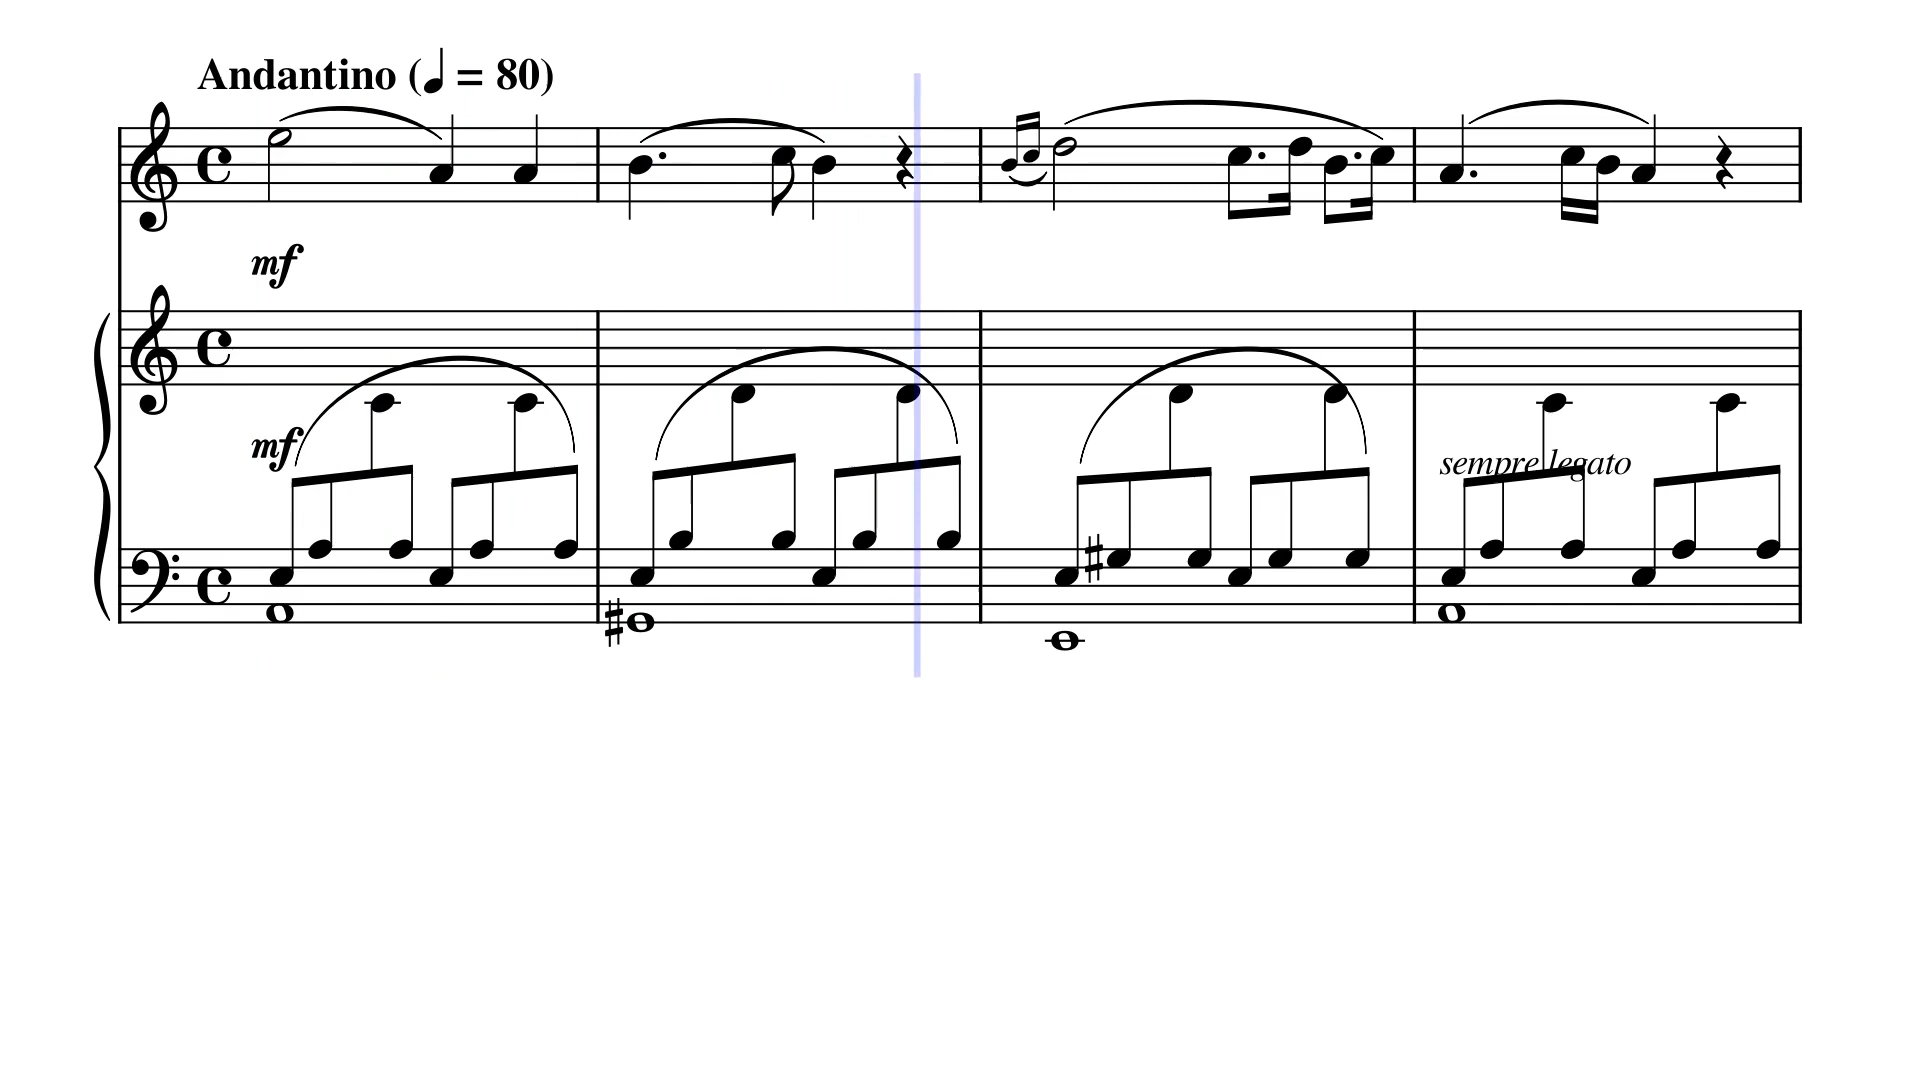 Andantino (♩ = 80)
mf
mf
sempre legato